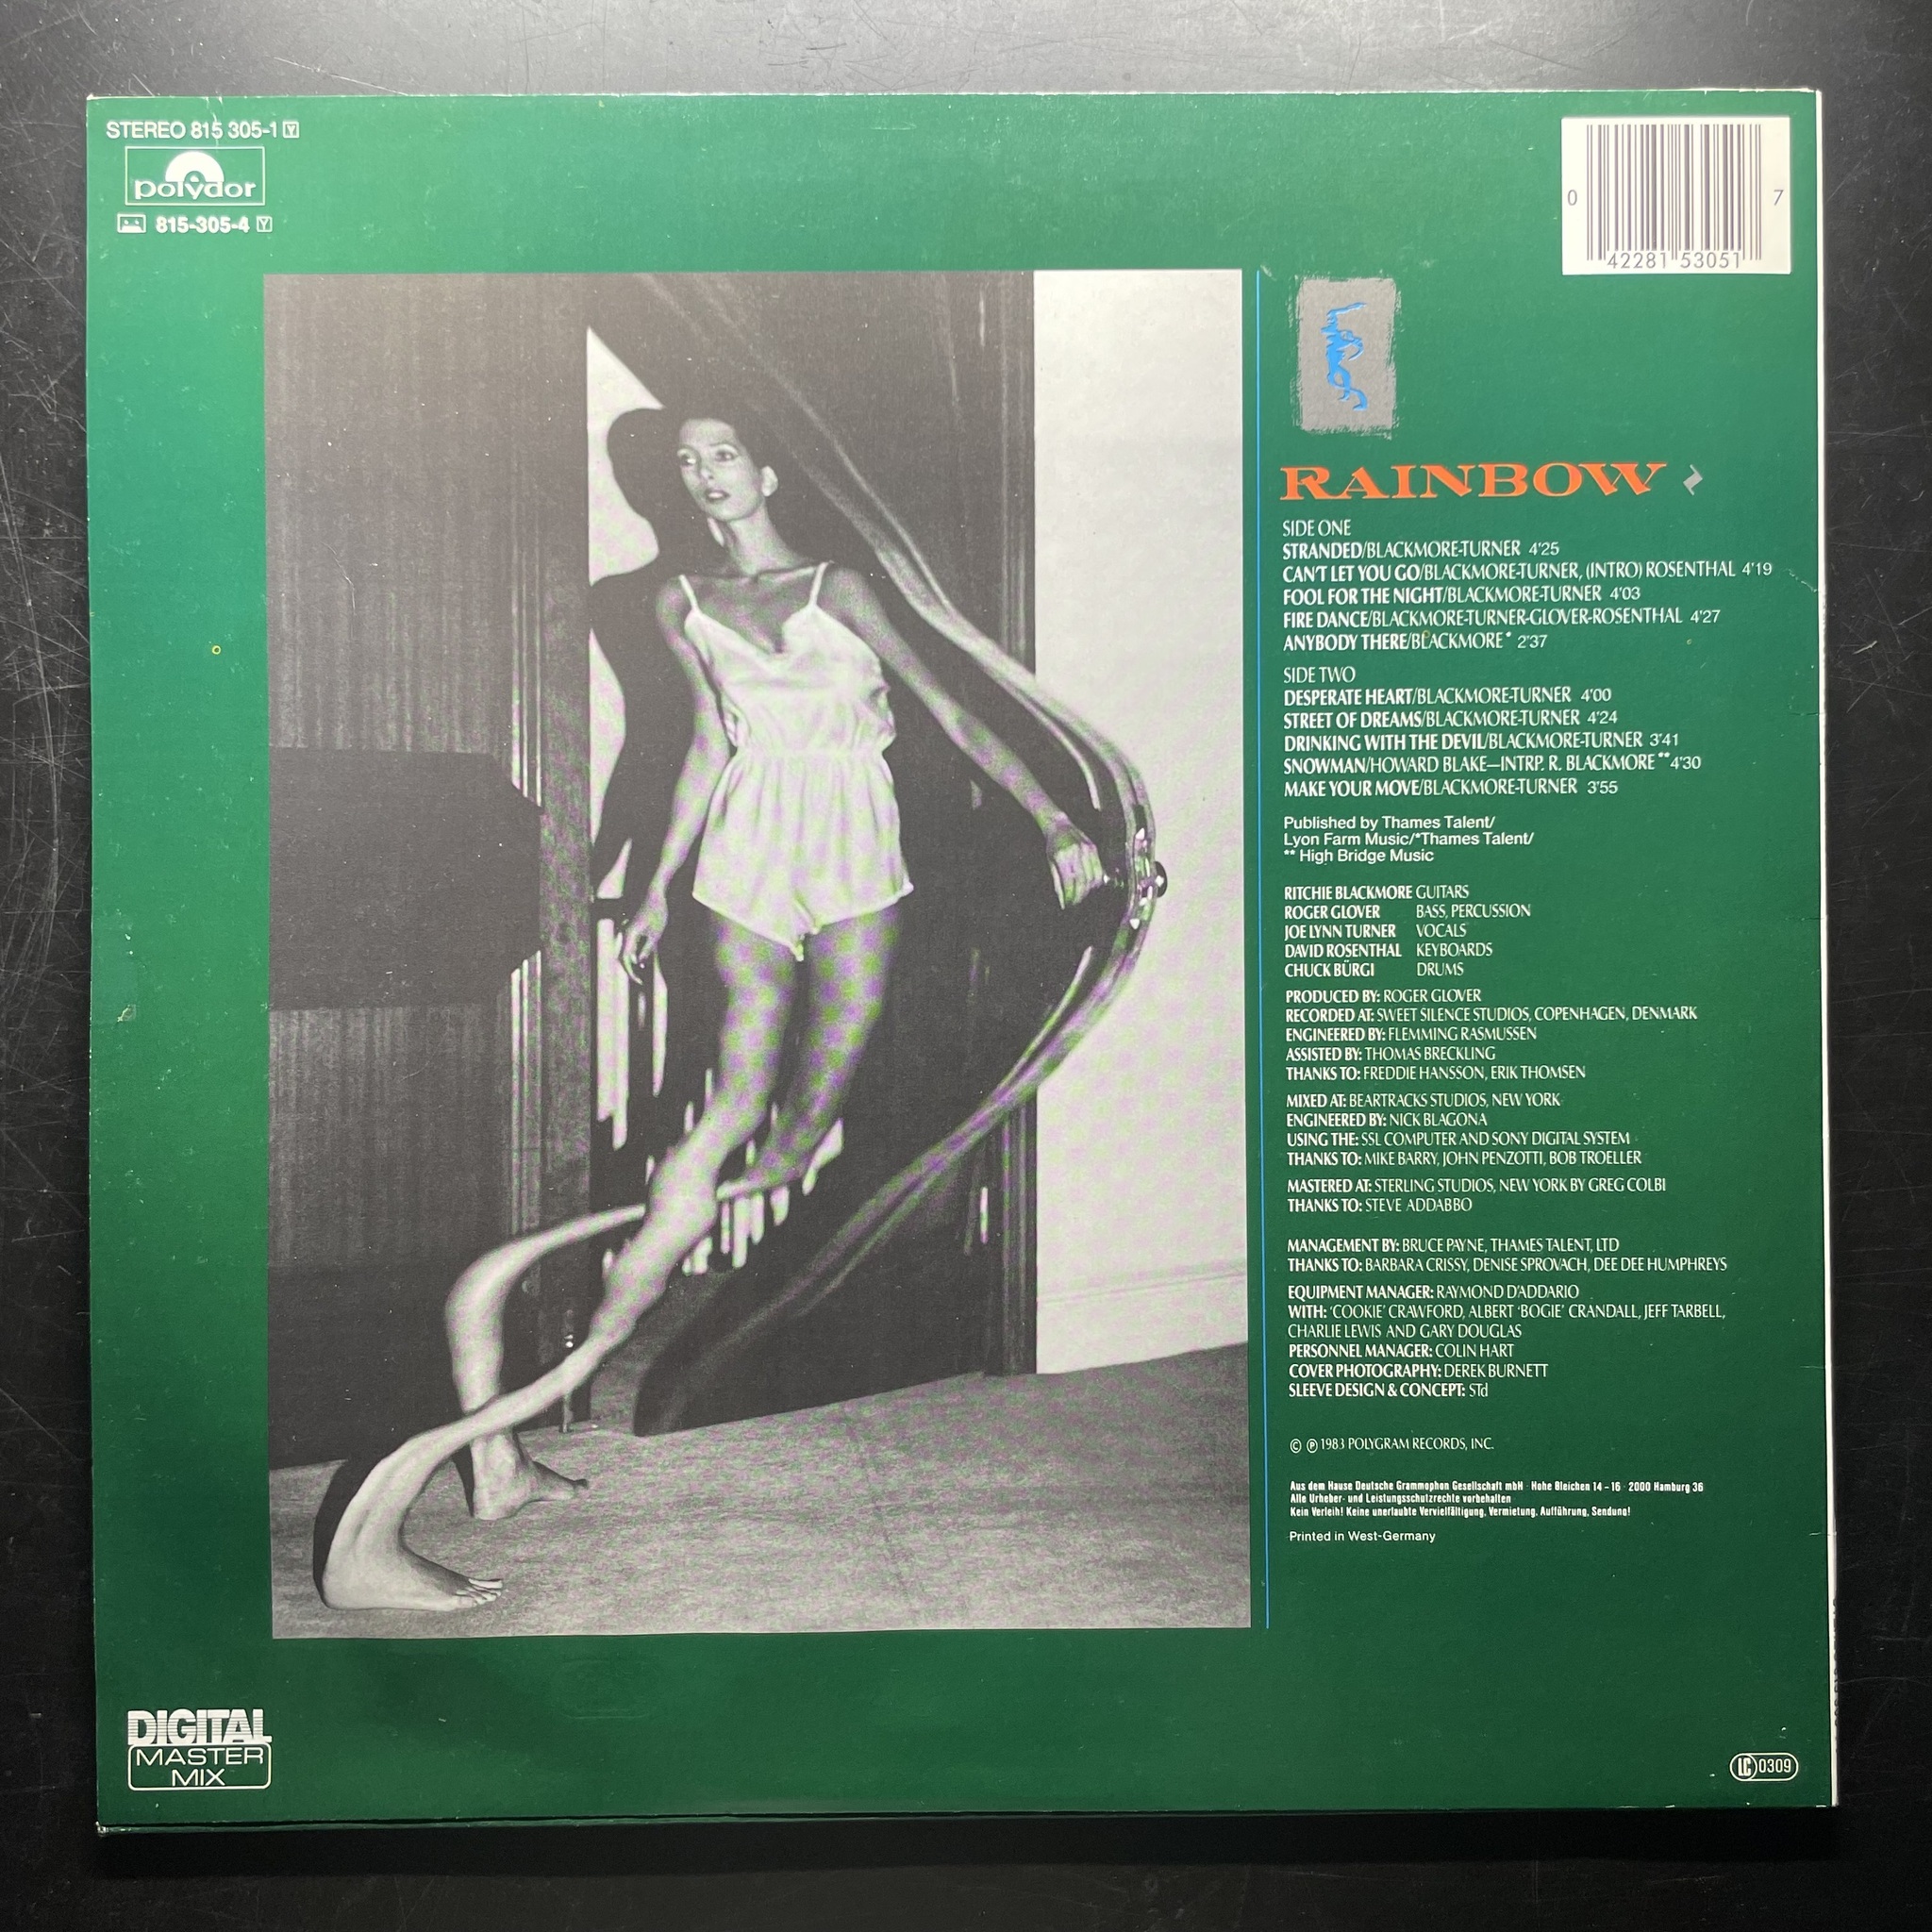 STEREO 815 305-1 Y
polydor
815-305-4 Y
0 42281 53051 7
RAINBOW
SIDE ONE
STRANDED/BLACKMORE-TURNER 4'25
CAN'T LET YOU GO/BLACKMORE-TURNER, (INTRO) ROSENTHAL 4'19
FOOL FOR THE NIGHT/BLACKMORE-TURNER 4'03
FIRE DANCE/BLACKMORE-TURNER-GLOVER-ROSENTHAL 4'27
ANYBODY THERE/BLACKMORE* 2'37
SIDE TWO
DESPERATE HEART/BLACKMORE-TURNER 4'00
STREET OF DREAMS/BLACKMORE-TURNER 4'24
DRINKING WITH THE DEVIL/BLACKMORE-TURNER 3'41
SNOWMAN/HOWARD BLAKE—INTRP. R. BLACKMORE **4'30
MAKE YOUR MOVE/BLACKMORE-TURNER 3'55
Published by Thames Talent/
Lyon Farm Music/*Thames Talent/
** High Bridge Music
RITCHIE BLACKMORE GUITARS
ROGER GLOVER BASS, PERCUSSION
JOE LYNN TURNER VOCALS
DAVID ROSENTHAL KEYBOARDS
CHUCK BÜRGI DRUMS
PRODUCED BY: ROGER GLOVER
RECORDED AT: SWEET SILENCE STUDIOS, COPENHAGEN, DENMARK
ENGINEERED BY: FLEMMING RASMUSSEN
ASSISTED BY: THOMAS BRECKLING
THANKS TO: FREDDIE HANSSON, ERIK THOMSEN
MIXED AT: BEARTRACKS STUDIOS, NEW YORK
ENGINEERED BY: NICK BLAGONA
USING THE: SSL COMPUTER AND SONY DIGITAL SYSTEM
THANKS TO: MIKE BARRY, JOHN PENZOTTI, BOB TROELLER
MASTERED AT: STERLING STUDIOS, NEW YORK BY GREG COLBI
THANKS TO: STEVE ADDABBO
MANAGEMENT BY: BRUCE PAYNE, THAMES TALENT, LTD
THANKS TO: BARBARA CRISSY, DENISE SPROVACH, DEE DEE HUMPHREYS
EQUIPMENT MANAGER: RAYMOND D'ADDARIO
WITH: 'COOKIE' CRAWFORD, ALBERT 'BOGIE' CRANDALL, JEFF TARBELL,
CHARLIE LEWIS AND GARY DOUGLAS
PERSONNEL MANAGER: COLIN HART
COVER PHOTOGRAPHY: DEREK BURNETT
SLEEVE DESIGN & CONCEPT: STd
© ℗ 1983 POLYGRAM RECORDS, INC.
Aus dem Hause Deutsche Grammophon Gesellschaft mbH · Hohe Bleichen 14-16 · 2000 Hamburg 36
Alle Urheber- und Leistungsschutzrechte vorbehalten
Kein Verleih! Keine unerlaubte Vervielfältigung, Vermietung, Aufführung, Sendung!
Printed in West-Germany
DIGITAL
MASTER
MIX
LC 0309